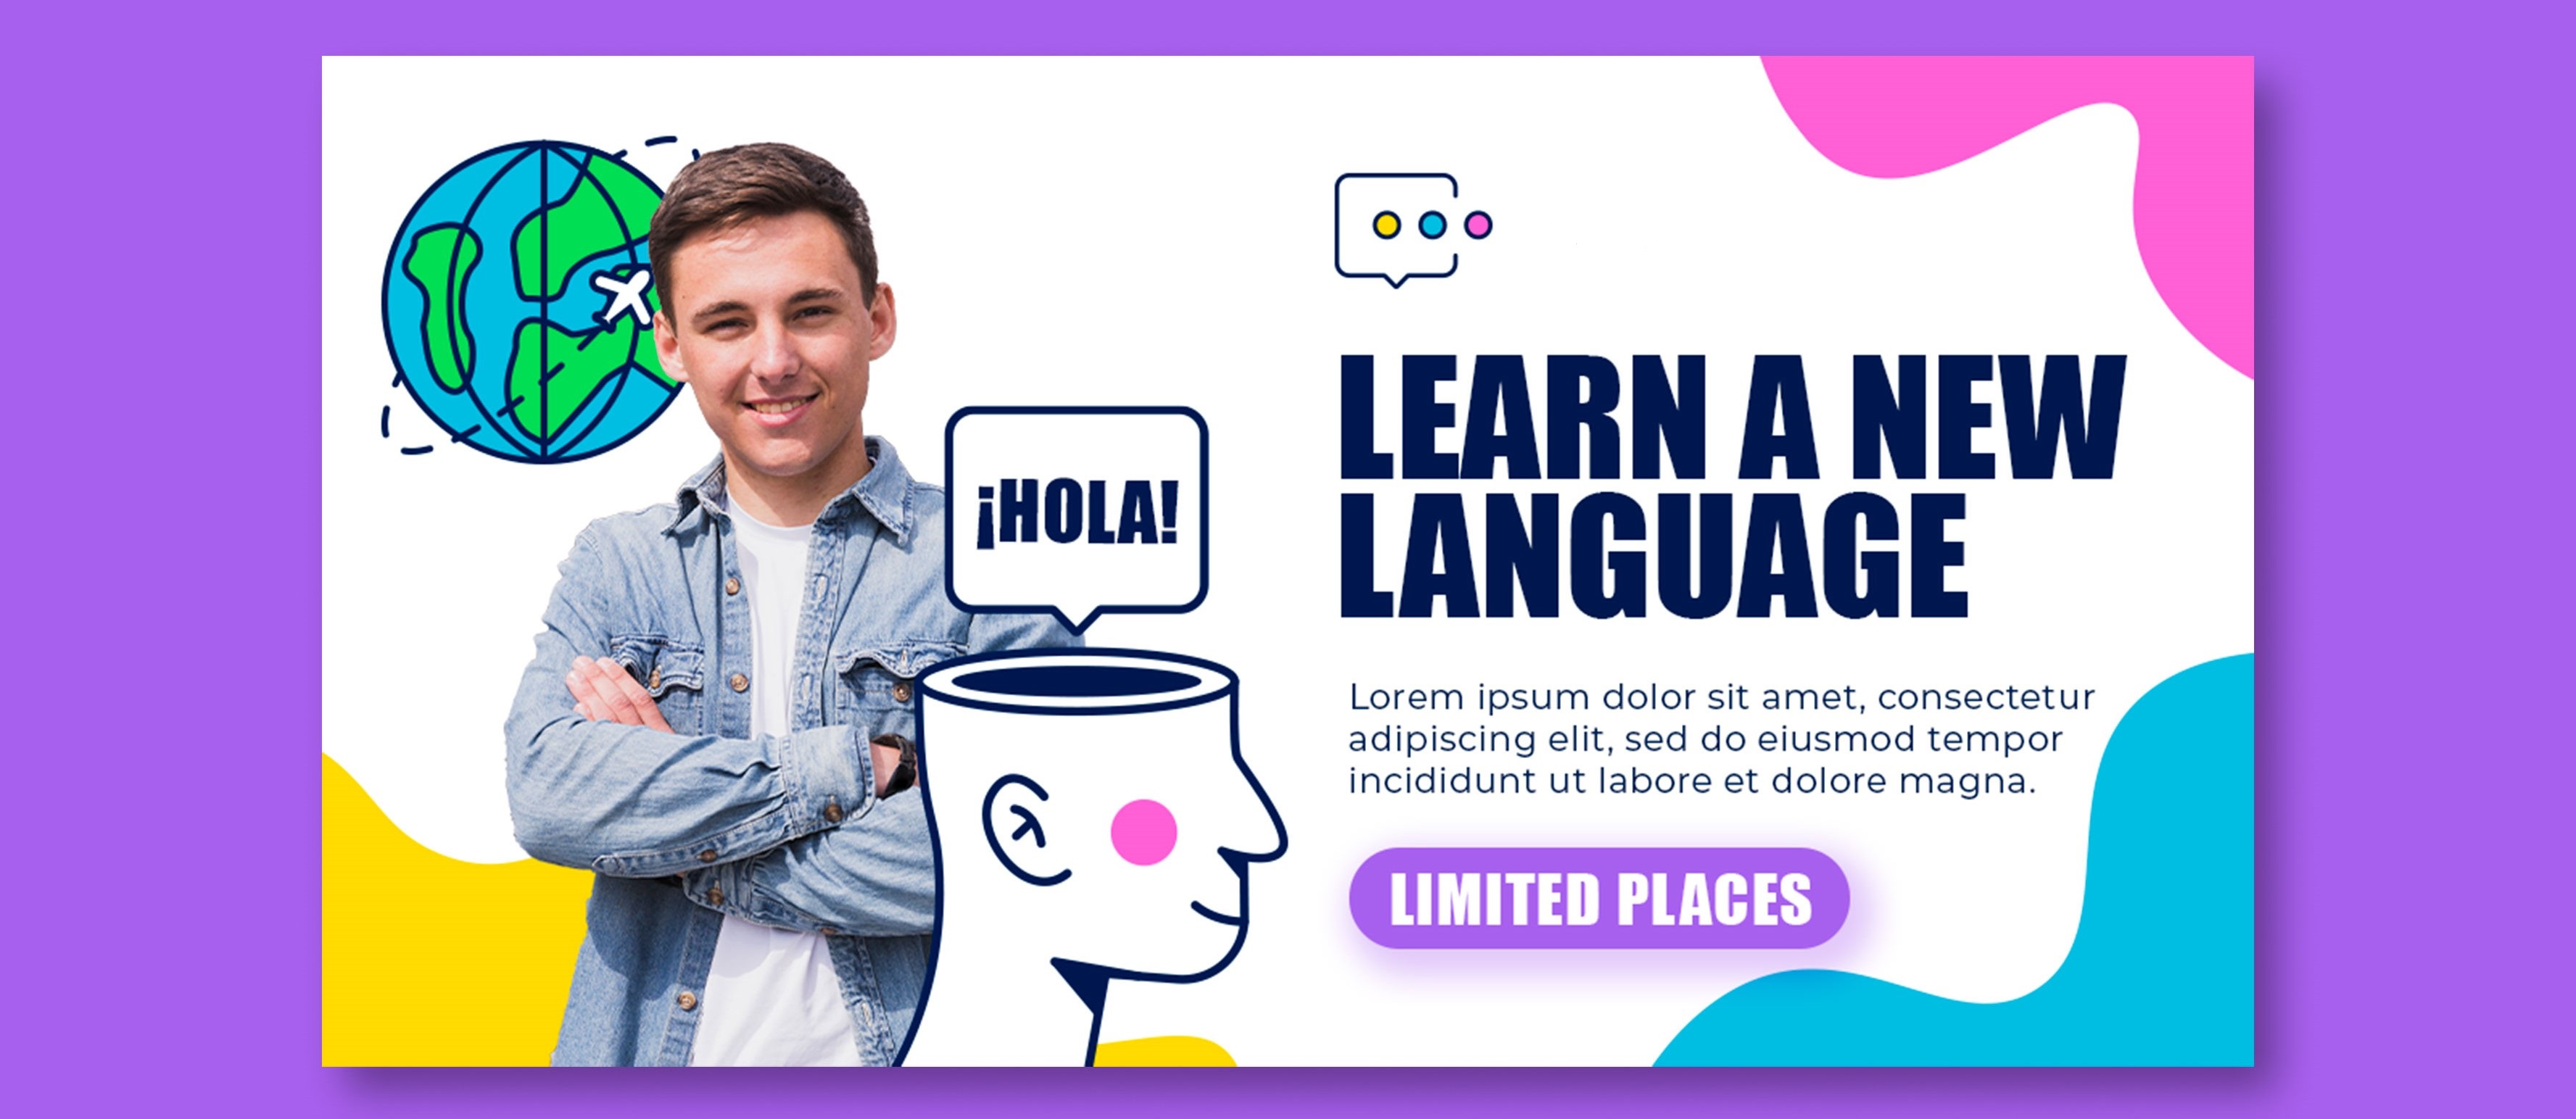 ¡HOLA!
LEARN A NEW
LANGUAGE
Lorem ipsum dolor sit amet, consectetur
adipiscing elit, sed do eiusmod tempor
incididunt ut labore et dolore magna.
LIMITED PLACES